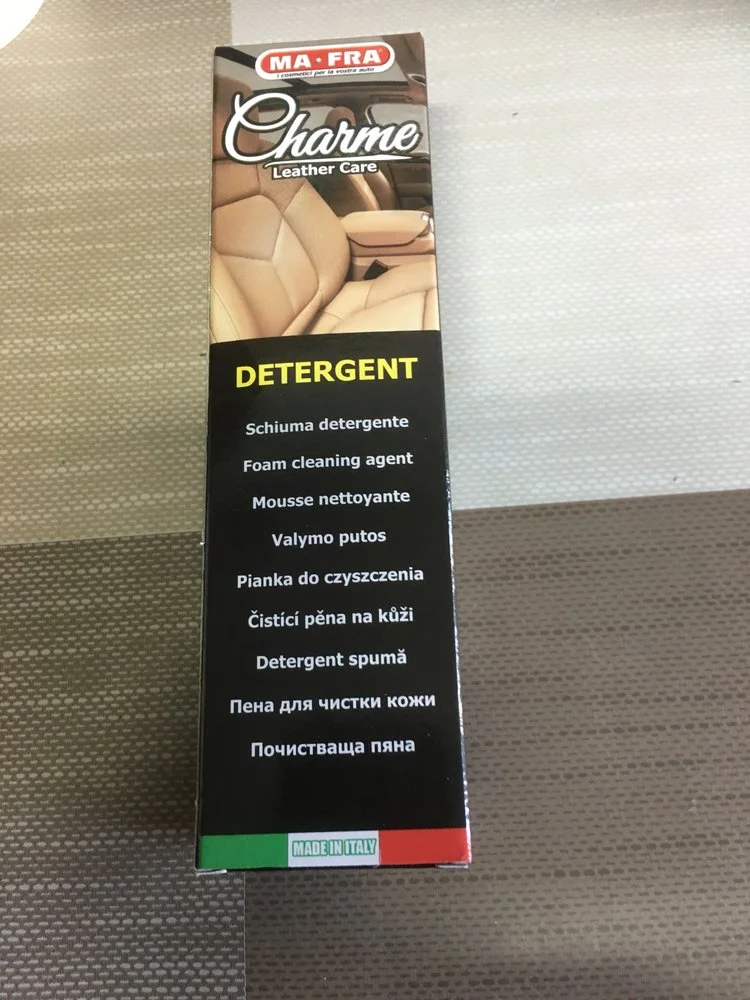 MA·FRA
i cosmetici per la vostra auto
Charme
Leather Care
DETERGENT
Schiuma detergente
Foam cleaning agent
Mousse nettoyante
Valymo putos
Pianka do czyszczenia
Čistící pěna na kůži
Detergent spumă
Пена для чистки кожи
Почистваща пяна
MADE IN ITALY